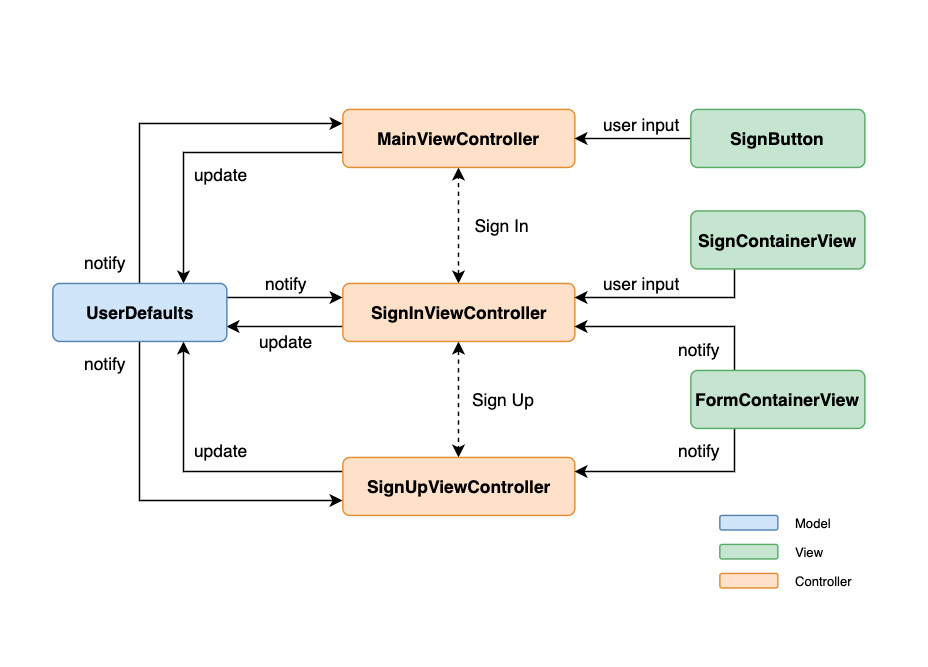 MainViewController
user input
SignButton
update
Sign In
SignContainerView
notify
notify
user input
UserDefaults
SignInViewController
update
notify
notify
Sign Up
FormContainerView
update
notify
SignUpViewController
Model
View
Controller